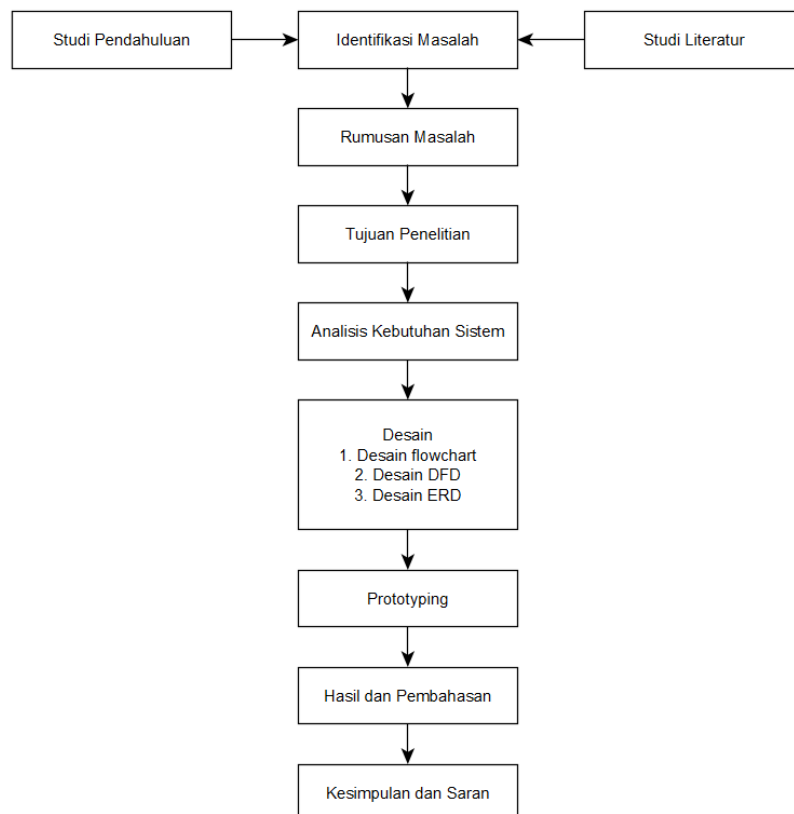 Studi Pendahuluan
Identifikasi Masalah
Studi Literatur
Rumusan Masalah
Tujuan Penelitian
Analisis Kebutuhan Sistem
Desain
1. Desain flowchart
2. Desain DFD
3. Desain ERD
Prototyping
Hasil dan Pembahasan
Kesimpulan dan Saran